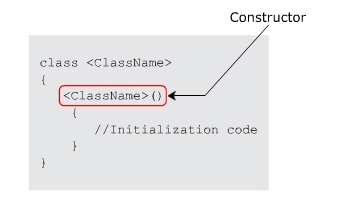 Constructor
class <ClassName>
{
<ClassName>()
{
//Initialization code
}
}